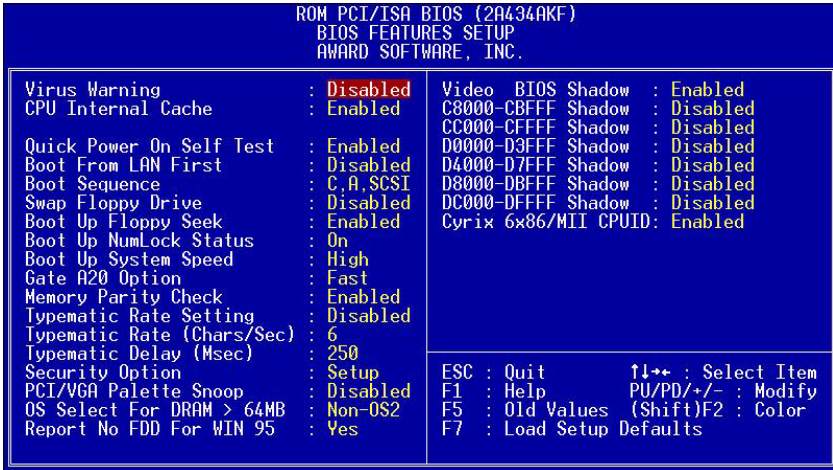 ROM PCI/ISA BIOS (2A434AKF)
BIOS FEATURES SETUP
AWARD SOFTWARE, INC.
Virus Warning : Disabled
CPU Internal Cache : Enabled
Quick Power On Self Test : Enabled
Boot From LAN First : Disabled
Boot Sequence : C,A,SCSI
Swap Floppy Drive : Disabled
Boot Up Floppy Seek : Enabled
Boot Up NumLock Status : On
Boot Up System Speed : High
Gate A20 Option : Fast
Memory Parity Check : Enabled
Typematic Rate Setting : Disabled
Typematic Rate (Chars/Sec) : 6
Typematic Delay (Msec) : 250
Security Option : Setup
PCI/VGA Palette Snoop : Disabled
OS Select For DRAM > 64MB : Non-OS2
Report No FDD For WIN 95 : Yes
Video BIOS Shadow : Enabled
C8000-CBFFF Shadow : Disabled
CC000-CFFFF Shadow : Disabled
D0000-D3FFF Shadow : Disabled
D4000-D7FFF Shadow : Disabled
D8000-DBFFF Shadow : Disabled
DC000-DFFFF Shadow : Disabled
Cyrix 6x86/MII CPUID: Enabled
ESC : Quit ↑↓→← : Select Item
F1 : Help PU/PD/+/- : Modify
F5 : Old Values (Shift)F2 : Color
F7 : Load Setup Defaults